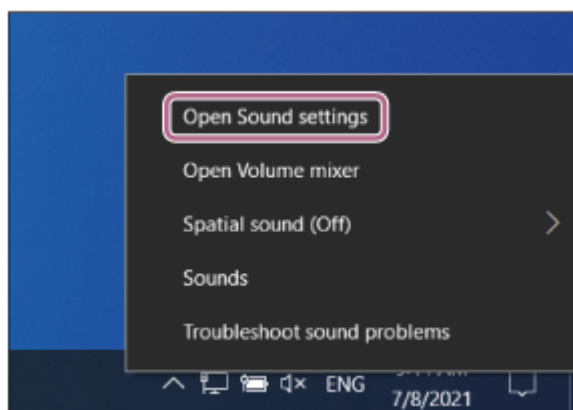 Open Sound settings
Open Volume mixer
Spatial sound (Off)
Sounds
Troubleshoot sound problems
ENG
7/8/2021